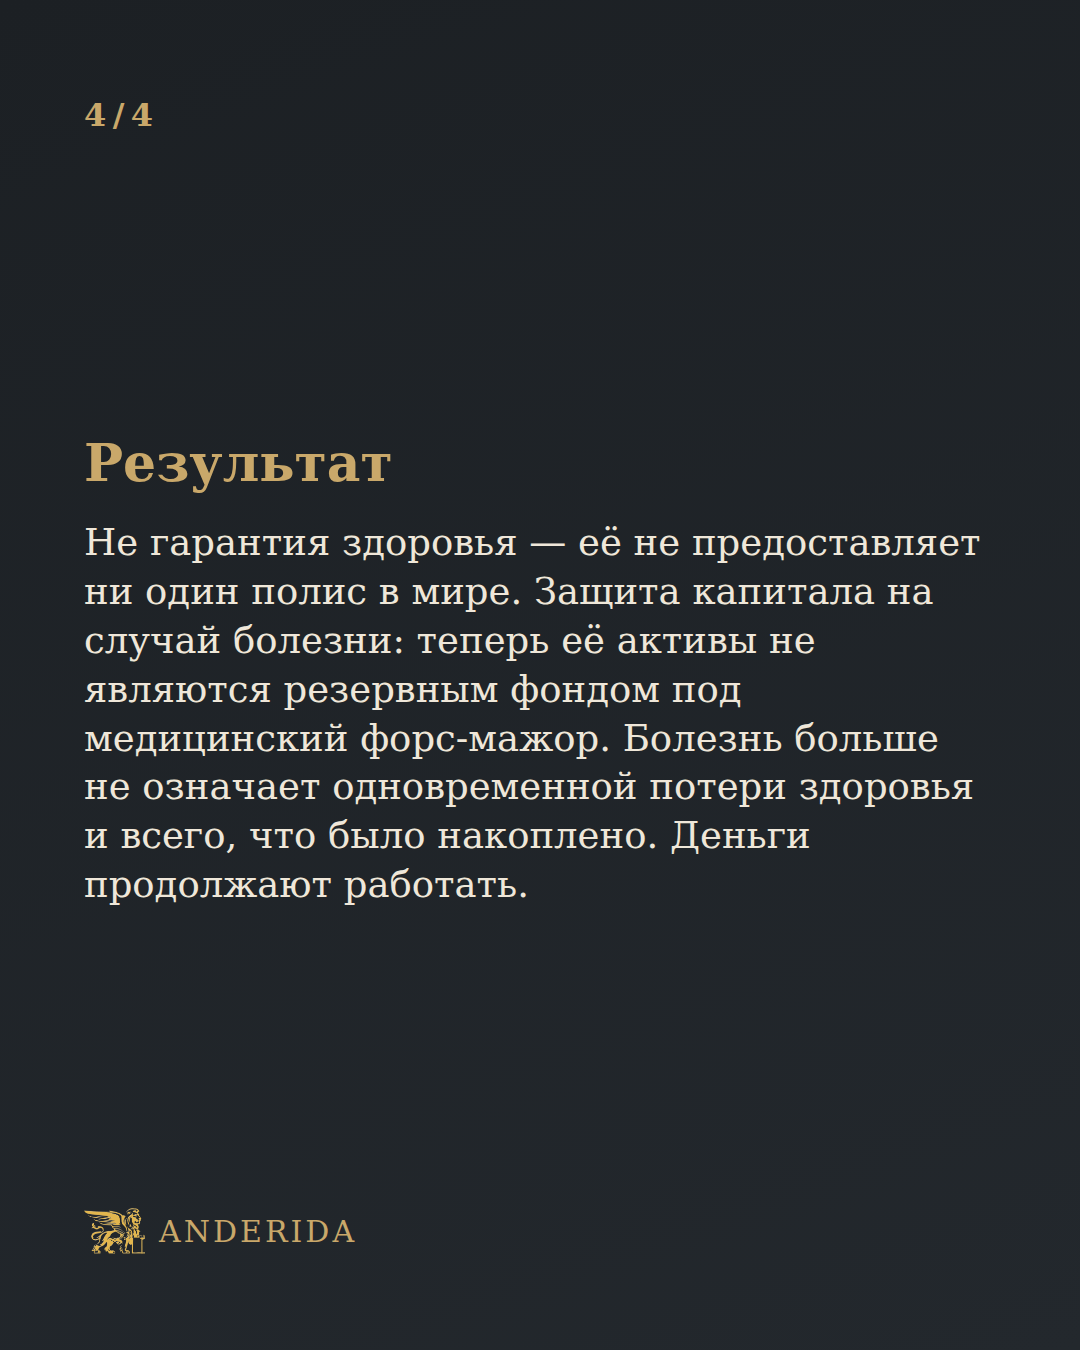 4/4
Результат
Не гарантия здоровья — её не предоставляет
ни один полис в мире. Защита капитала на
случай болезни: теперь её активы не
являются резервным фондом под
медицинский форс-мажор. Болезнь больше
не означает одновременной потери здоровья
и всего, что было накоплено. Деньги
продолжают работать.
ANDERIDA